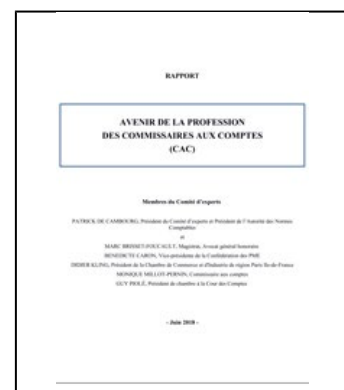 RAPPORT
AVENIR DE LA PROFESSION
DES COMMISSAIRES AUX COMPTES
(CAC)
Membres du Comité d'experts
PATRICK DE CAMBOURG, Président du Comité d'experts et Président de l'Autorité des Normes
Comptables
et
MARC BRISSET-FOUCAULT, Magistrat, Avocat général honoraire
BENEDICTE CARON, Vice-présidente de la Confédération des PME
DIDIER KLING, Président de la Chambre de Commerce et d'Industrie de région Paris Ile-de-France
MONIQUE MILLOT-PERNIN, Commissaire aux comptes
GUY PIOLÉ, Président de chambre à la Cour des Comptes
- Juin 2018 -